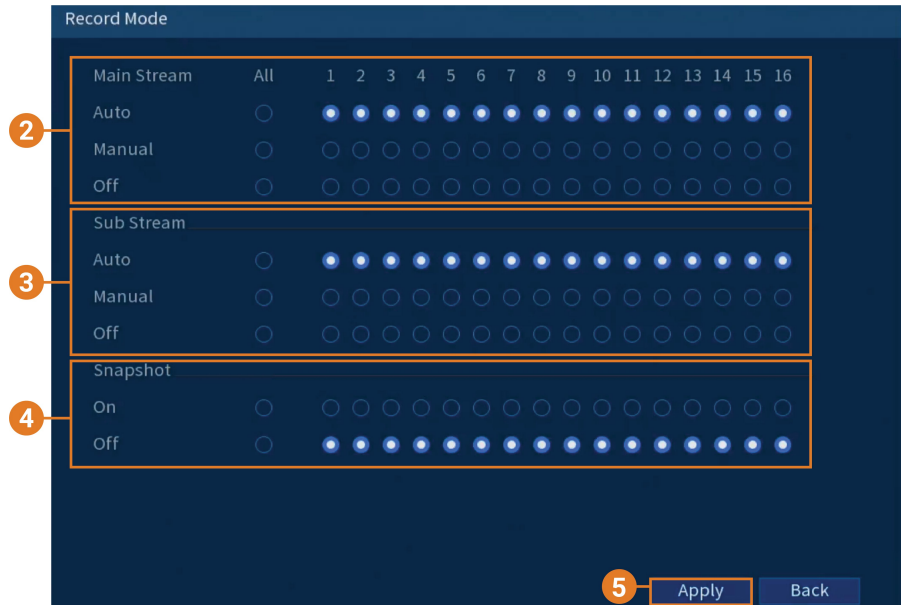 Record Mode
Main Stream All 1 2 3 4 5 6 7 8 9 10 11 12 13 14 15 16
Auto
2
Manual
Off
Sub Stream
Auto
3
Manual
Off
Snapshot
On
4
Off
5 Apply Back